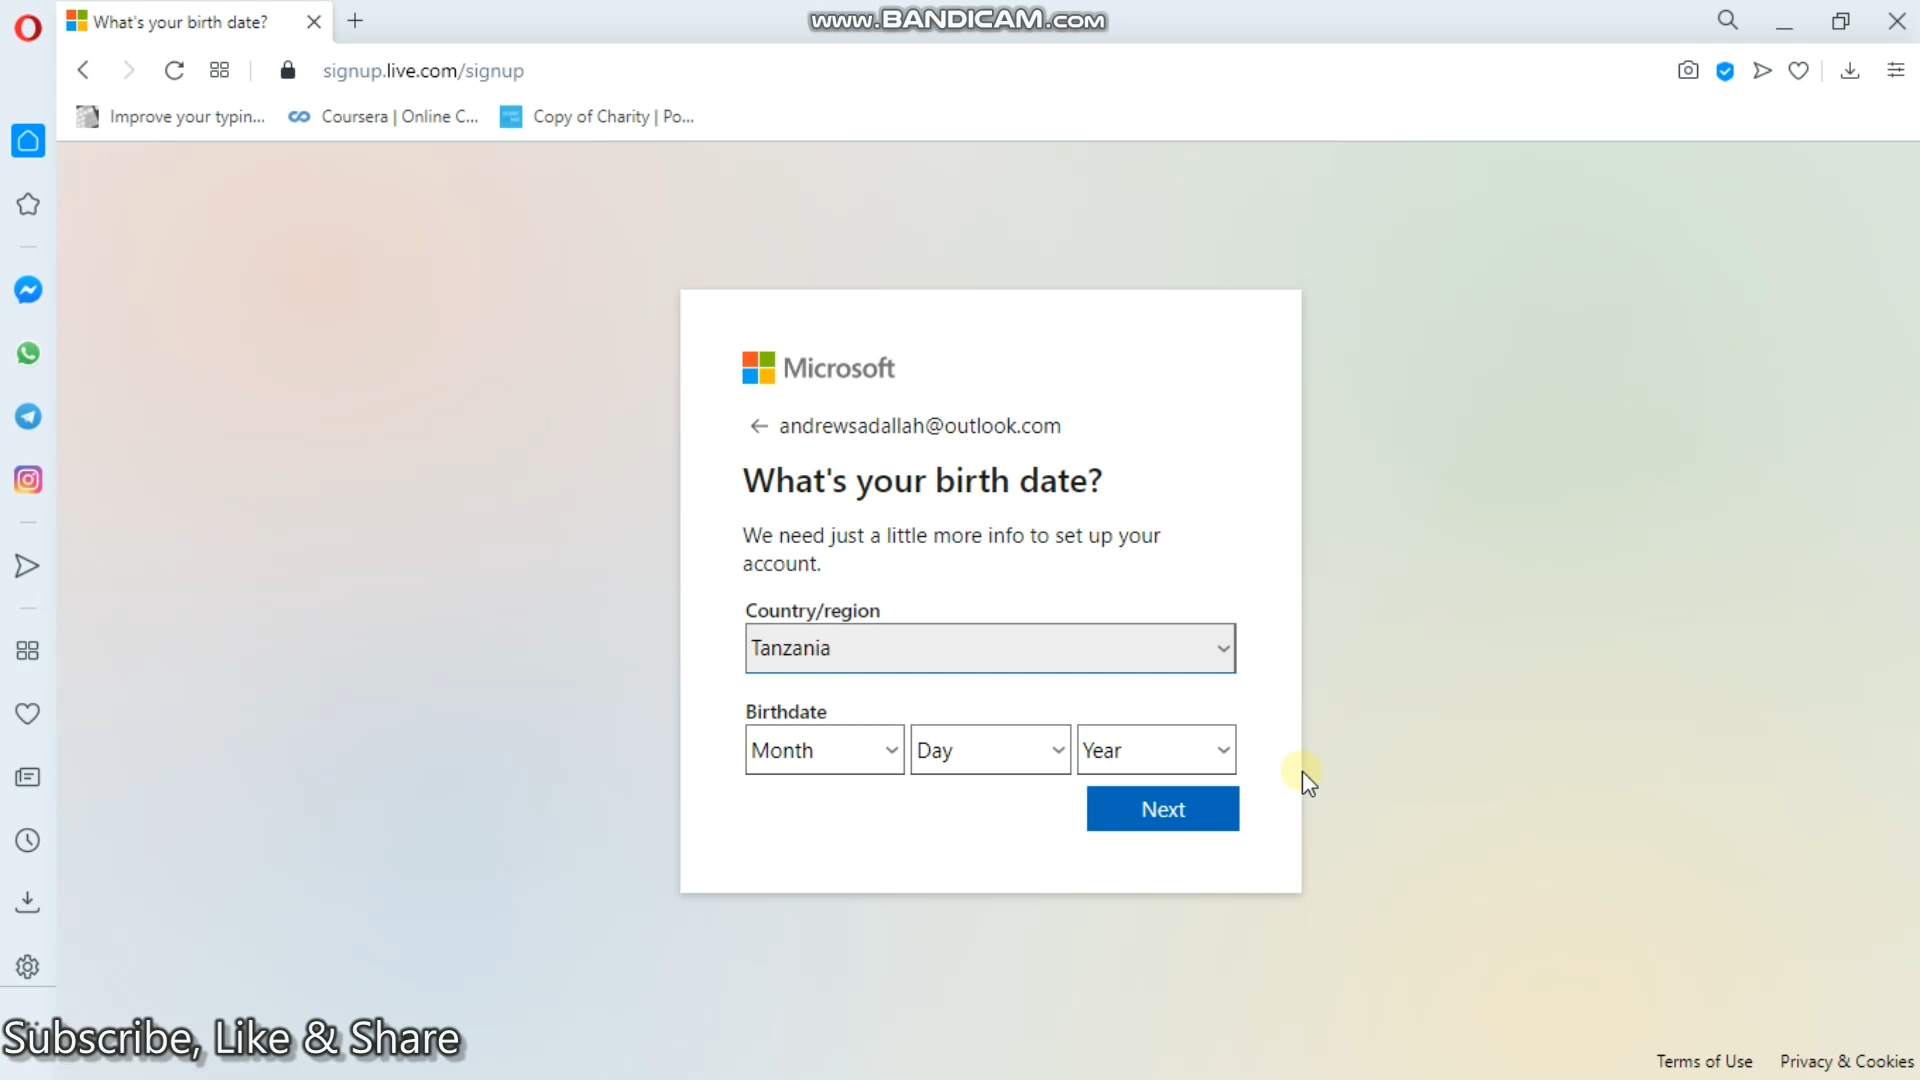 What's your birth date?
www.BANDICAM.com
signup.live.com/signup
Improve your typin...
Coursera | Online C...
Copy of Charity | Po...
Microsoft
andrewsadallah@outlook.com
What's your birth date?
We need just a little more info to set up your
account.
Country/region
Tanzania
Birthdate
Month
Day
Year
Next
Subscribe, Like & Share
Terms of Use
Privacy & Cookies